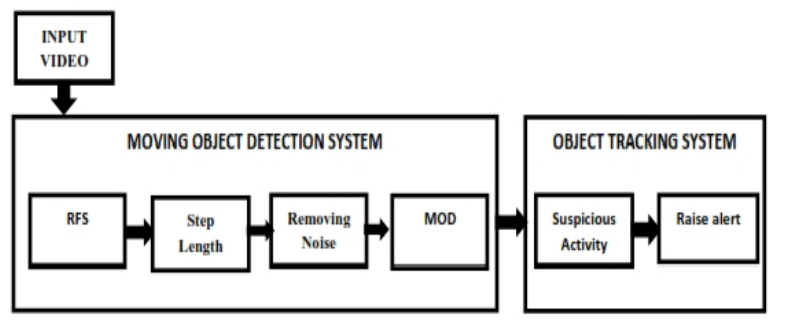 INPUT
VIDEO
MOVING OBJECT DETECTION SYSTEM
RFS
Step
Length
Removing
Noise
MOD
OBJECT TRACKING SYSTEM
Suspicious
Activity
Raise alert